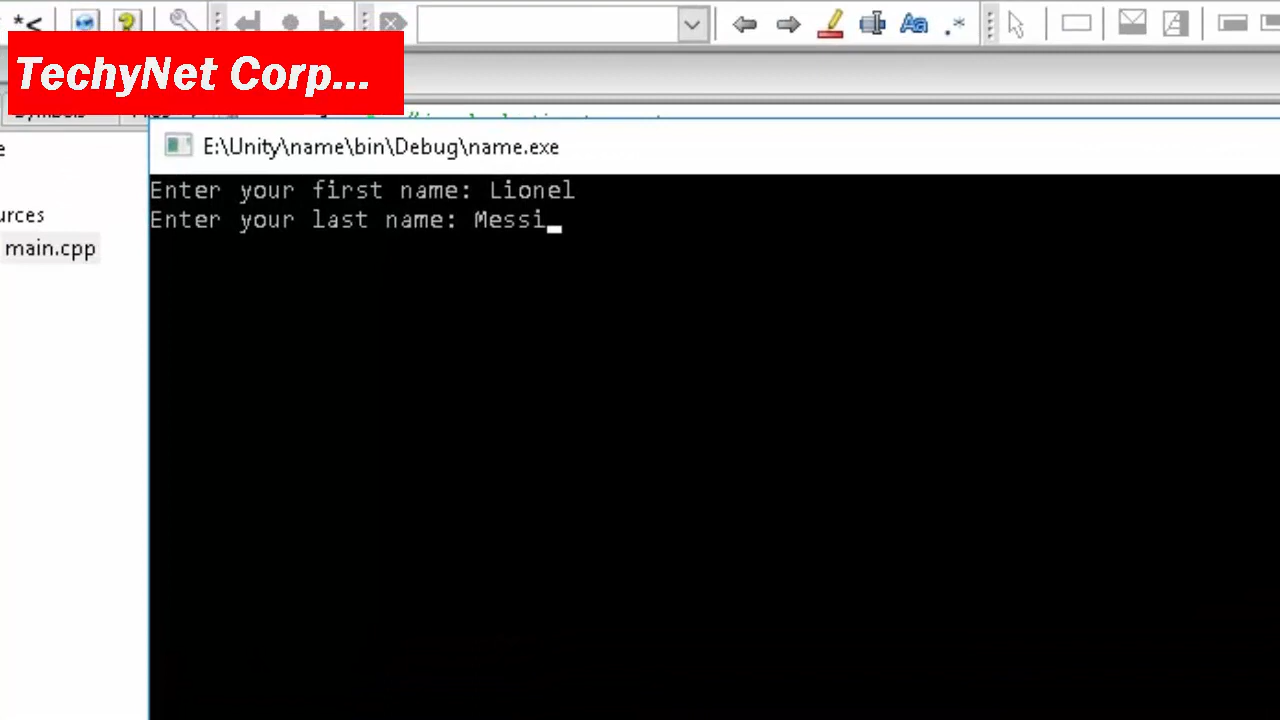 TechyNet Corp...
E:\Unity\name\bin\Debug\name.exe
Enter your first name: Lionel
Enter your last name: Messi
urces
main.cpp